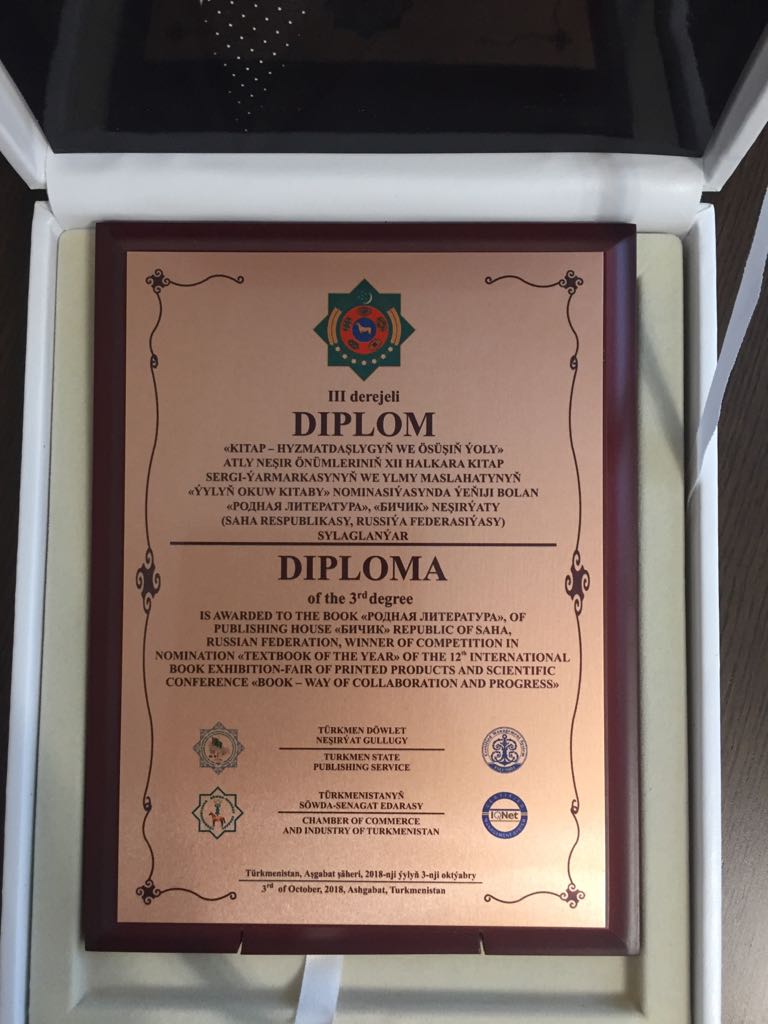 III derejeli
DIPLOM
«KITAP – HYZMATDAŞLYGYŇ WE ÖSÜŞIŇ ÝOLY»
ATLY NEŞIR ÖNÜMLERINIŇ XII HALKARA KITAP
SERGI-ÝARMARKASYNYŇ WE YLMY MASLAHATYNYŇ
«ÝYLYŇ OKUW KITABY» NOMINASIÝASYNDA ÝEŇIJI BOLAN
«РОДНАЯ ЛИТЕРАТУРА», «БИЧИК» NEŞIRÝATY
(SAHA RESPUBLIKASY, RUSSIÝA FEDERASIÝASY)
SYLAGLANÝAR
DIPLOMA
of the 3rd degree
IS AWARDED TO THE BOOK «РОДНАЯ ЛИТЕРАТУРА», OF
PUBLISHING HOUSE «БИЧИК» REPUBLIC OF SAHA,
RUSSIAN FEDERATION, WINNER OF COMPETITION IN
NOMINATION «TEXTBOOK OF THE YEAR» OF THE 12th INTERNATIONAL
BOOK EXHIBITION-FAIR OF PRINTED PRODUCTS AND SCIENTIFIC
CONFERENCE «BOOK – WAY OF COLLABORATION AND PROGRESS»
TÜRKMEN DÖWLET
NEŞIRÝAT GULLUGY
TURKMEN STATE
PUBLISHING SERVICE
Certified Management System
TÜRKMENISTANYŇ
SÖWDA-SENAGAT EDARASY
CHAMBER OF COMMERCE
AND INDUSTRY OF TURKMENISTAN
IQNet
Türkmenistan, Aşgabat şäheri, 2018-nji ýylyň 3-nji oktýabry
3rd of October, 2018, Ashgabat, Turkmenistan